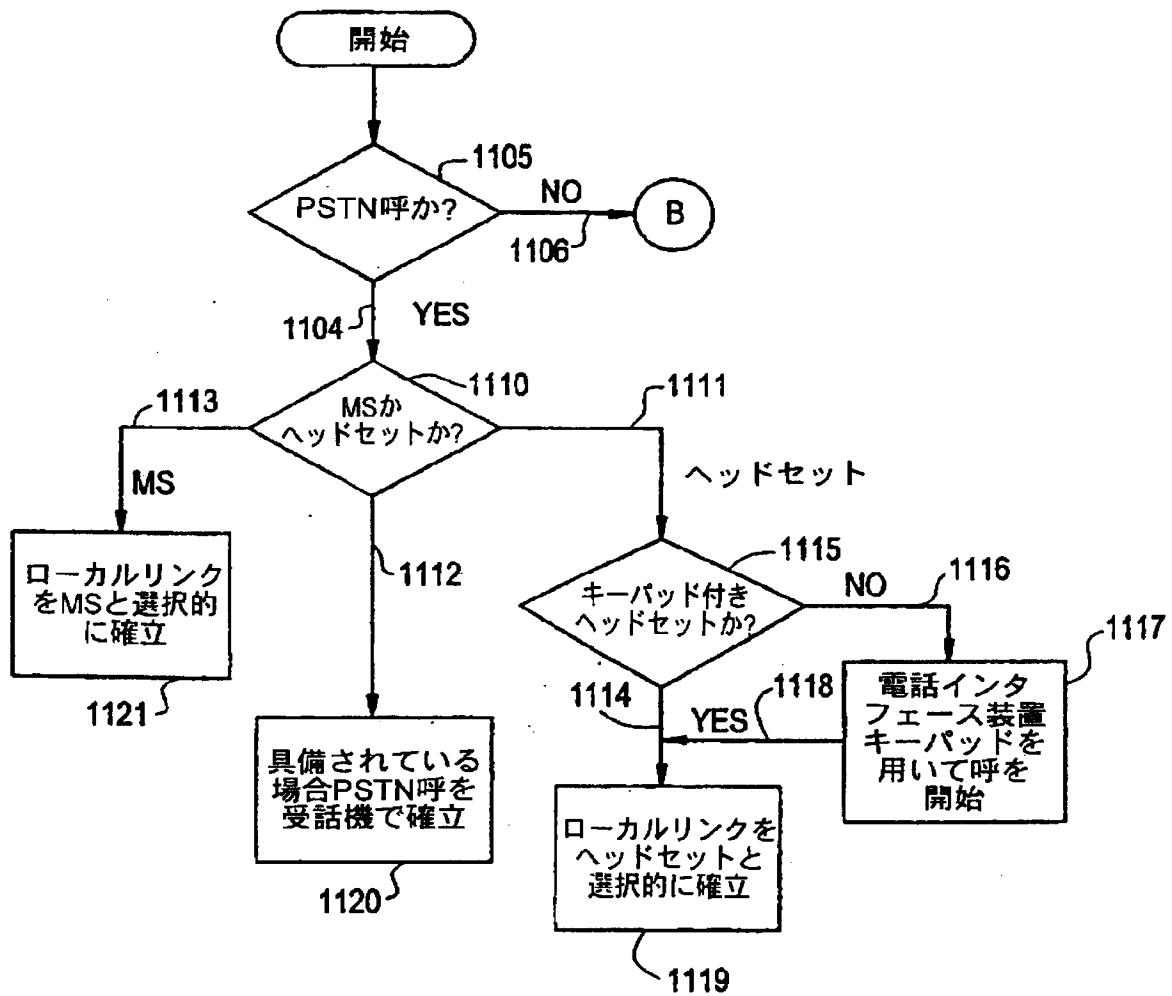 開始
1105
PSTN呼か?
NO
B
1106
1104
YES
1110
1113
1111
MSか
ヘッドセットか?
MS
ヘッドセット
1112
1115
1116
NO
キーパッド付き
ヘッドセットか?
1117
ローカルリンク
をMSと選択的
に確立
1121
1114
YES
1118
電話インタ
フェース装置
キーパッドを
用いて呼を
開始
具備されている
場合PSTN呼を
受話機で確立
1120
ローカルリンクを
ヘッドセットと
選択的に確立
1119